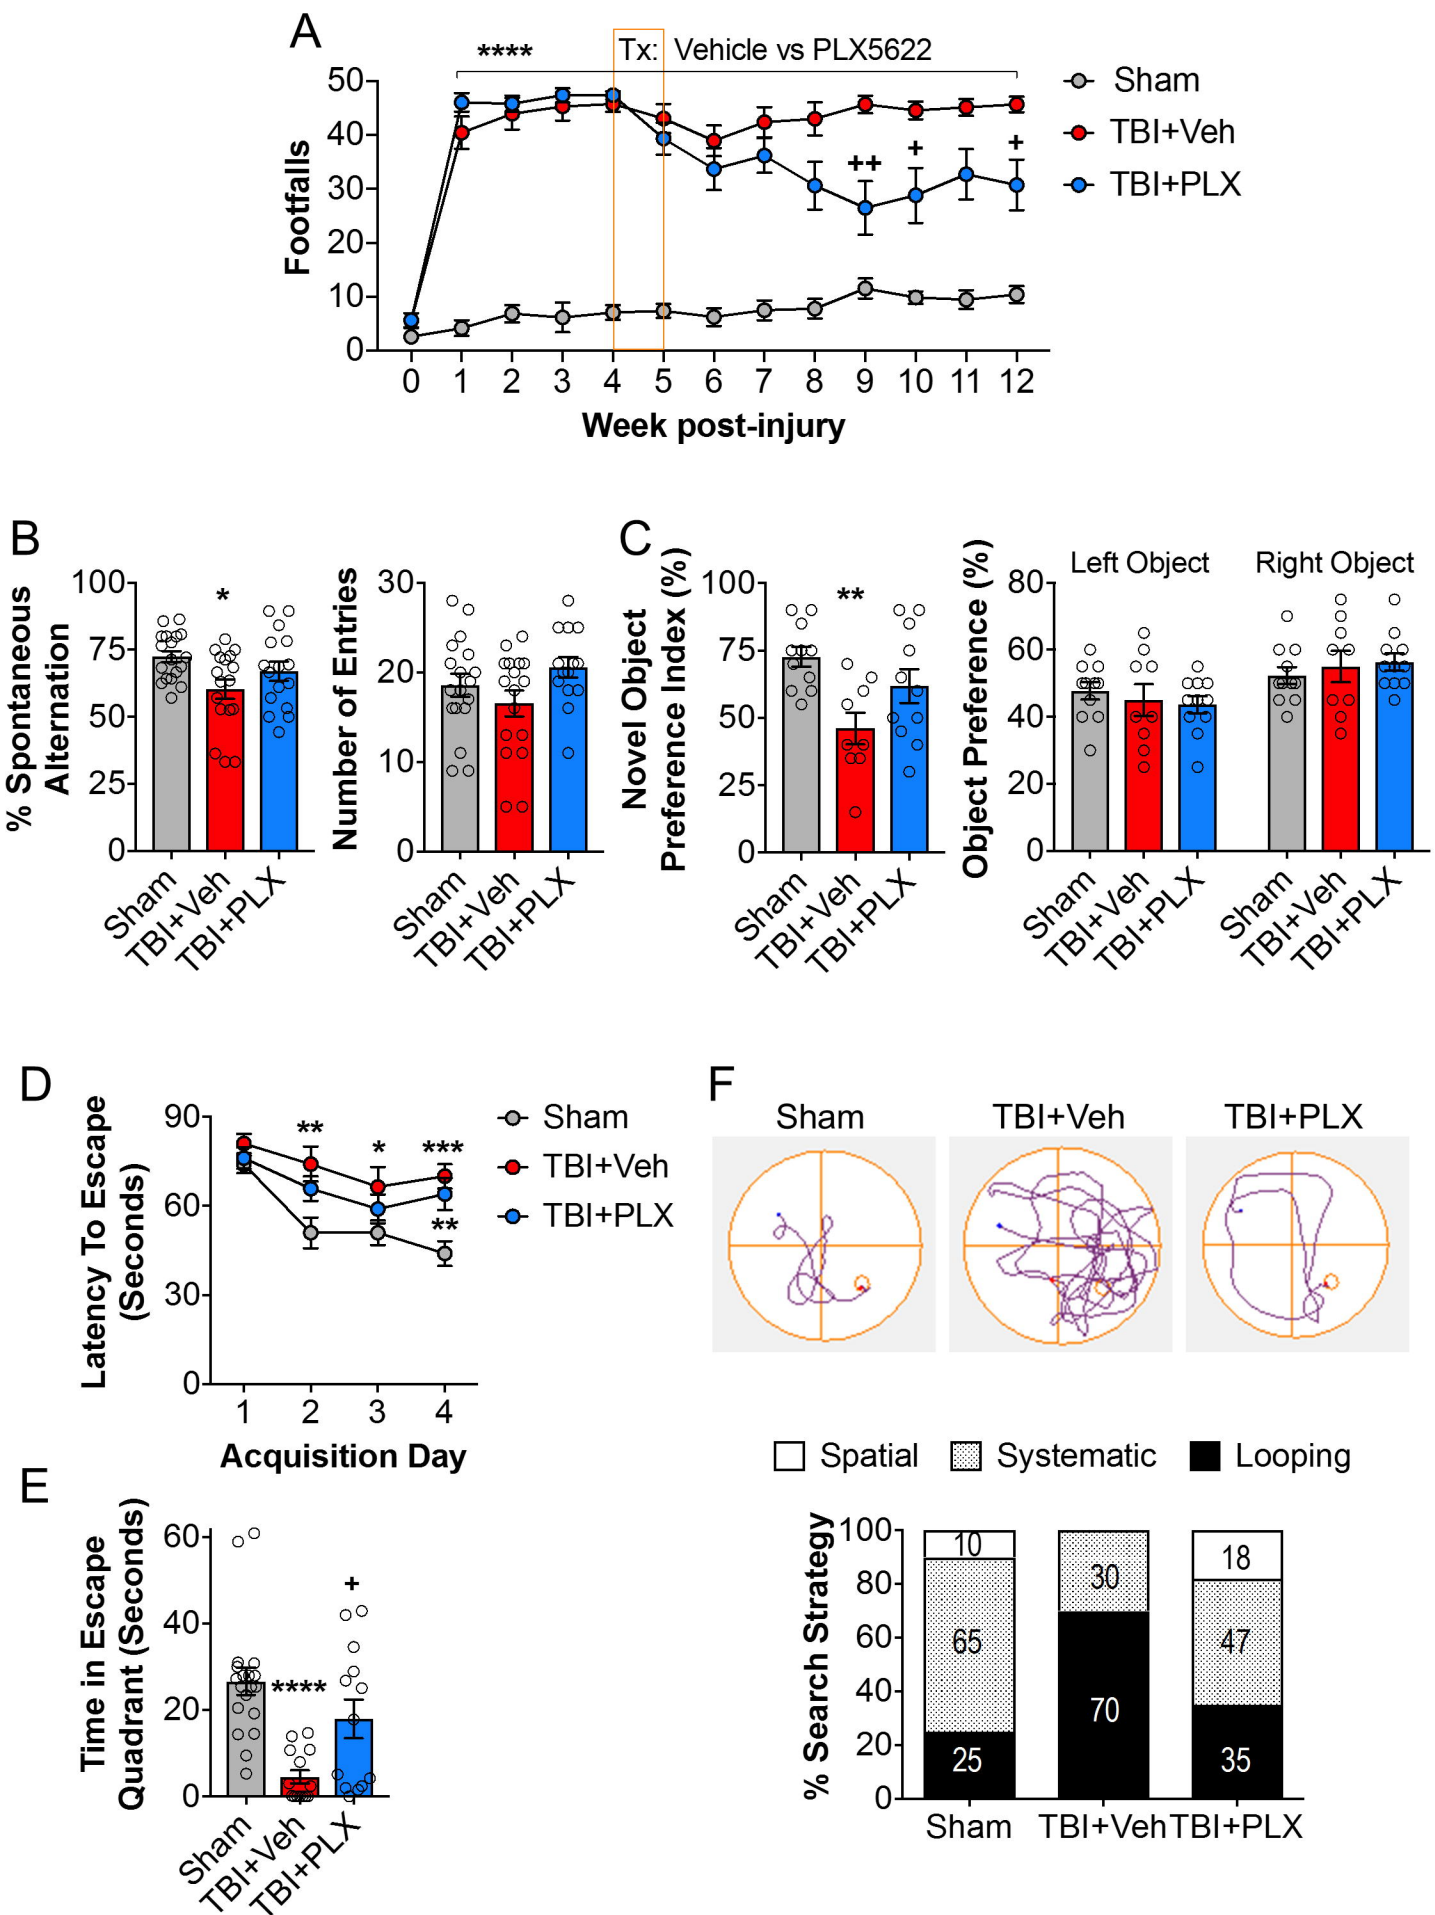 A
**** Tx: Vehicle vs PLX5622
50
40
30
20
10
0
Footfalls
++ + +
0 1 2 3 4 5 6 7 8 9 10 11 12
Week post-injury
Sham
TBI+Veh
TBI+PLX
B
% Spontaneous
Alternation
100
75
50
25
0
*
Sham
TBI+Veh
TBI+PLX
Number of Entries
30
20
10
0
Sham
TBI+Veh
TBI+PLX
C
Novel Object
Preference Index (%)
100
75
50
25
0
**
Sham
TBI+Veh
TBI+PLX
Object Preference (%)
80
60
40
20
0
Left Object Right Object
Sham
TBI+Veh
TBI+PLX
Sham
TBI+Veh
TBI+PLX
D
Latency To Escape
(Seconds)
90
60
30
0
** * ***
**
1 2 3 4
Acquisition Day
Sham
TBI+Veh
TBI+PLX
E
Time in Escape
Quadrant (Seconds)
60
40
20
0
****
+
Sham
TBI+Veh
TBI+PLX
F
Sham TBI+Veh TBI+PLX
Spatial Systematic Looping
% Search Strategy
100
80
60
40
20
0
10
65
25
30
70
18
47
35
Sham TBI+Veh TBI+PLX